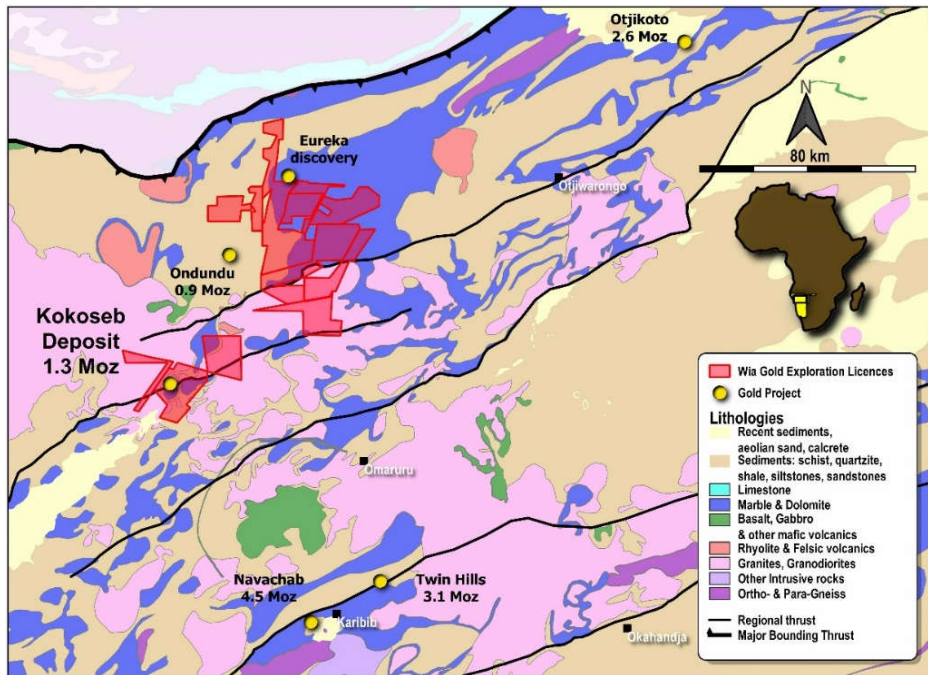 Otjikoto
2.6 Moz
N
Eureka
discovery
80 km
Otjiwarongo
Ondundu
0.9 Moz
Kokoseb
Deposit
1.3 Moz
Wia Gold Exploration Licences
Gold Project
Lithologies
Recent sediments,
aeolian sand, calcrete
Sediments: schist, quartzite,
shale, siltstones, sandstones
Limestone
Marble & Dolomite
Basalt, Gabbro
& other mafic volcanics
Rhyolite & Felsic volcanics
Granites, Granodiorites
Other Intrusive rocks
Ortho- & Para-Gneiss
Regional thrust
Major Bounding Thrust
Omaruru
Navachab
4.5 Moz
Twin Hills
3.1 Moz
Karibib
Okahandja